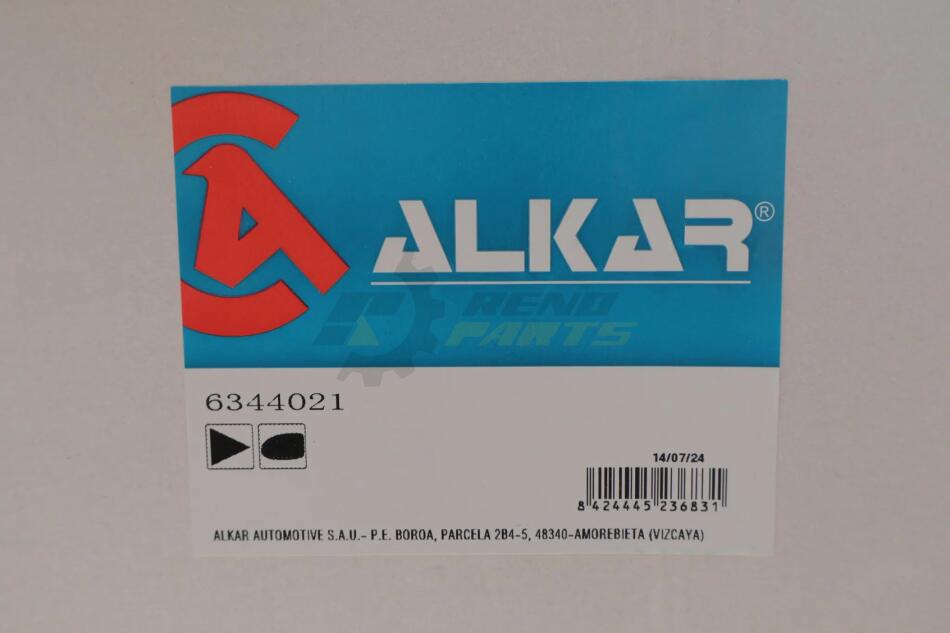 ALKAR®
RENO
PARTS
6344021
14/07/24
8 424445 236831
ALKAR AUTOMOTIVE S.A.U.- P.E. BOROA, PARCELA 2B4-5, 48340-AMOREBIETA (VIZCAYA)